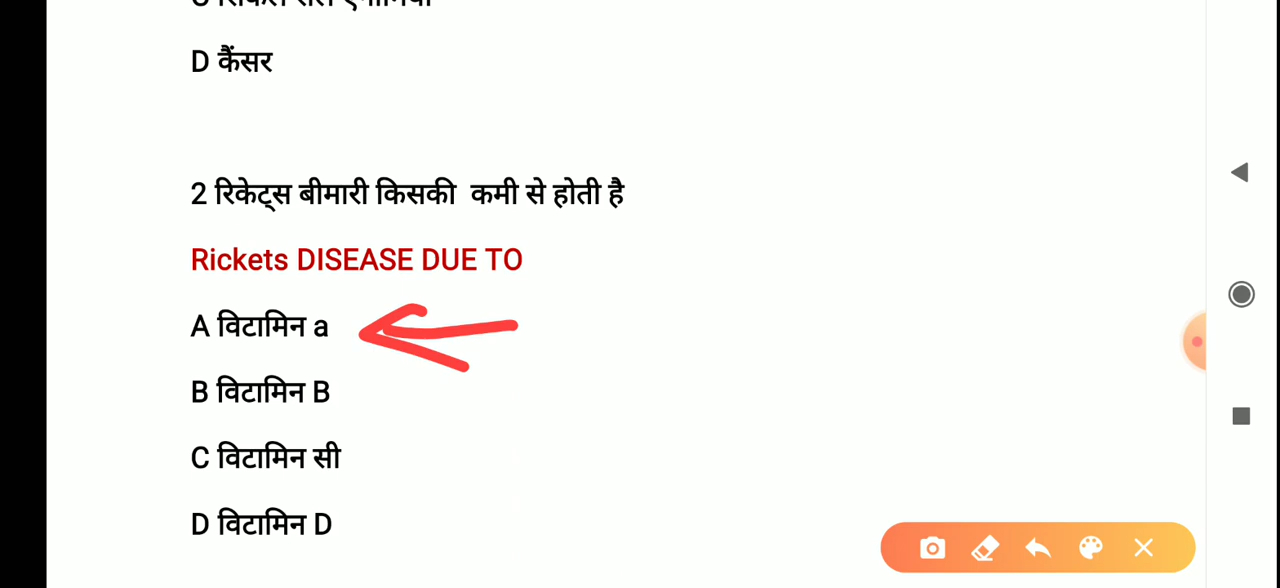 D कैंसर
2 रिकेट्स बीमारी किसकी कमी से होती है
Rickets DISEASE DUE TO
A विटामिन a
B विटामिन B
C विटामिन सी
D विटामिन D